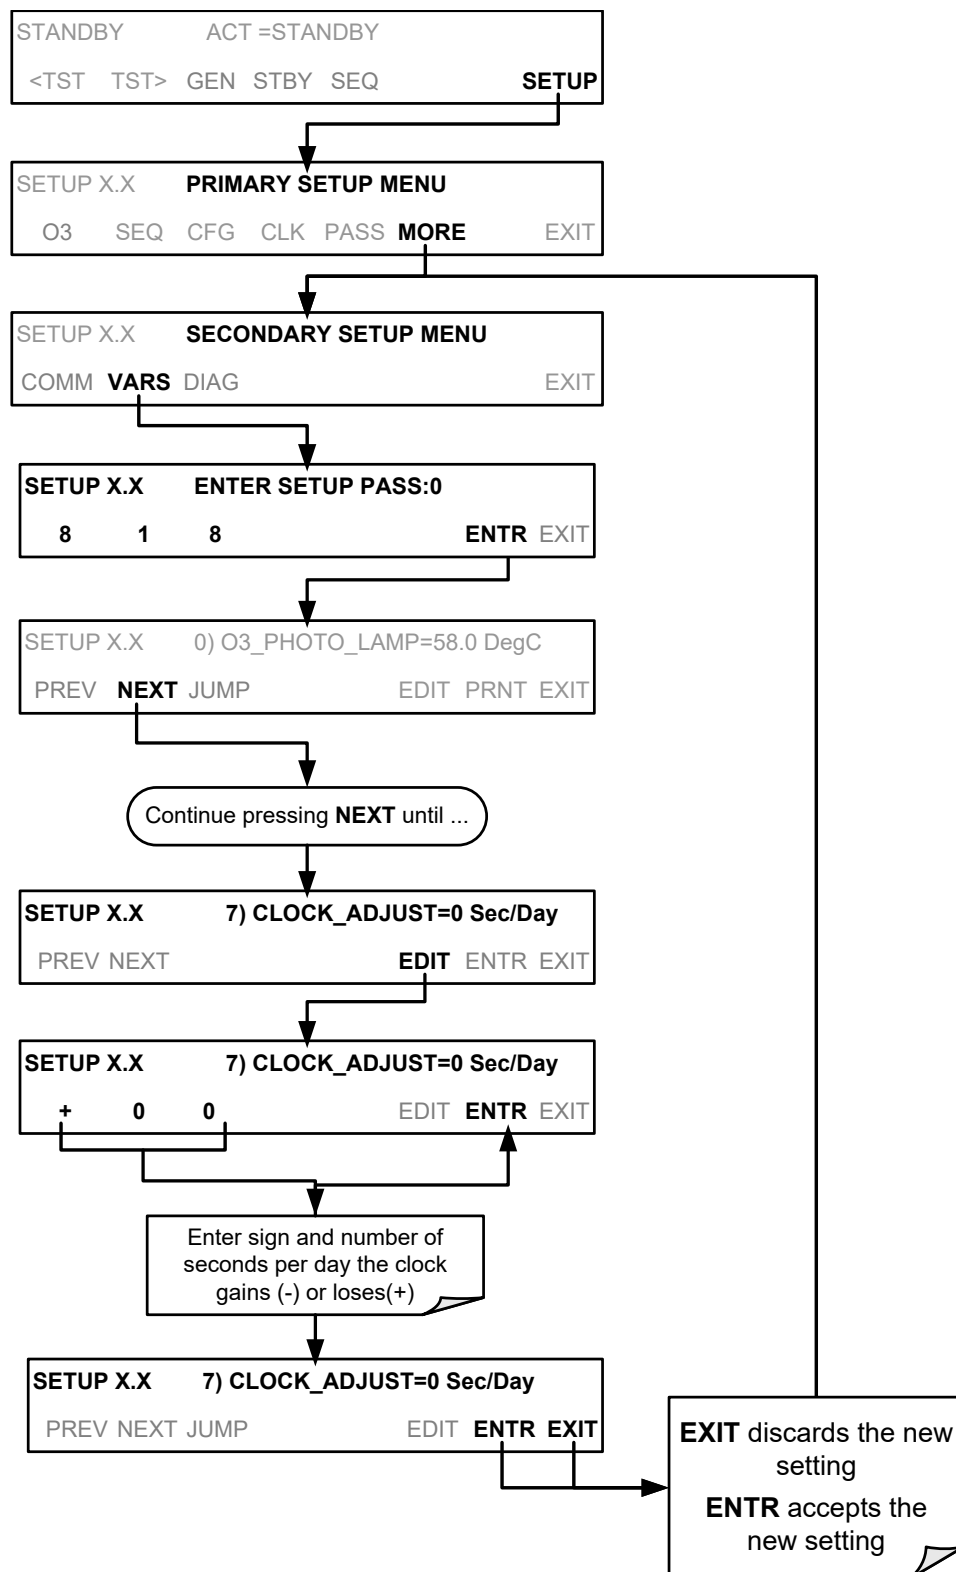 STANDBY ACT =STANDBY
<TST TST> GEN STBY SEQ SETUP
SETUP X.X PRIMARY SETUP MENU
O3 SEQ CFG CLK PASS MORE EXIT
SETUP X.X SECONDARY SETUP MENU
COMM VARS DIAG EXIT
SETUP X.X ENTER SETUP PASS:0
8 1 8 ENTR EXIT
SETUP X.X 0) O3_PHOTO_LAMP=58.0 DegC
PREV NEXT JUMP EDIT PRNT EXIT
Continue pressing NEXT until ...
SETUP X.X 7) CLOCK_ADJUST=0 Sec/Day
PREV NEXT EDIT ENTR EXIT
SETUP X.X 7) CLOCK_ADJUST=0 Sec/Day
+ 0 0 EDIT ENTR EXIT
Enter sign and number of
seconds per day the clock
gains (-) or loses(+)
SETUP X.X 7) CLOCK_ADJUST=0 Sec/Day
PREV NEXT JUMP EDIT ENTR EXIT
EXIT discards the new
setting
ENTR accepts the
new setting